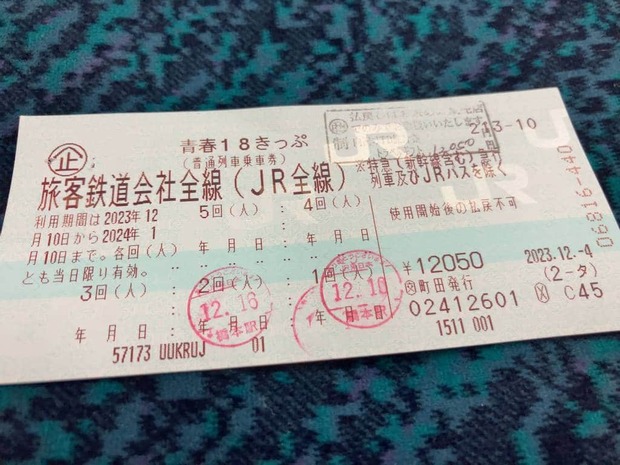 青春18きっぷ
(普通列車乗車券)
213-10
㊣
旅客鉄道会社全線(JR全線)
※特急(新幹線含む)急行
列車及びJRバスを除く
利用期間は2023年12
月10日から2024年 1
月10日まで。各回(人)
とも当日限り有効。
5回(人)
4回(人)
年 月 日
年 月 日
使用開始後の払戻不可
3回(人)
2回(人)
1回(人)
年 月 日
年 月 日
年 月 日
12.16
12.10
¥12050
2023.12.-4
町田発行
(2-タ)
02412601
C45
1511 001
57173 UUKRUJ
01
06816-440